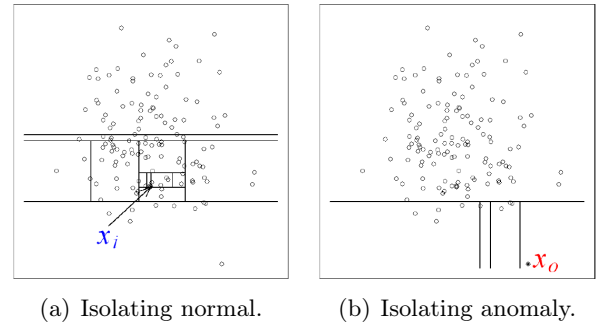 x_i
x_o
(a) Isolating normal.
(b) Isolating anomaly.